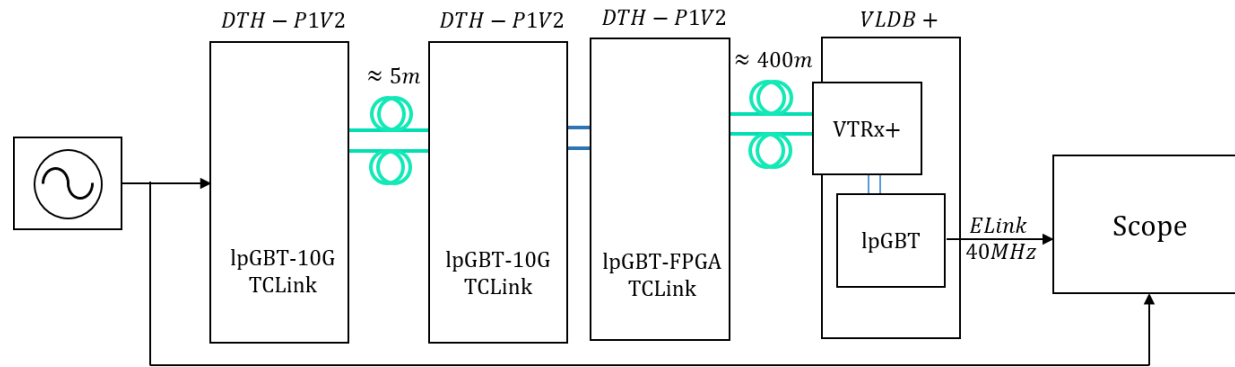 DTH − P1V2
DTH − P1V2
DTH − P1V2
VLDB +
≈ 5m
≈ 400m
VTRx+
lpGBT
ELink
40MHz
Scope
lpGBT-10G
TCLink
lpGBT-10G
TCLink
lpGBT-FPGA
TCLink